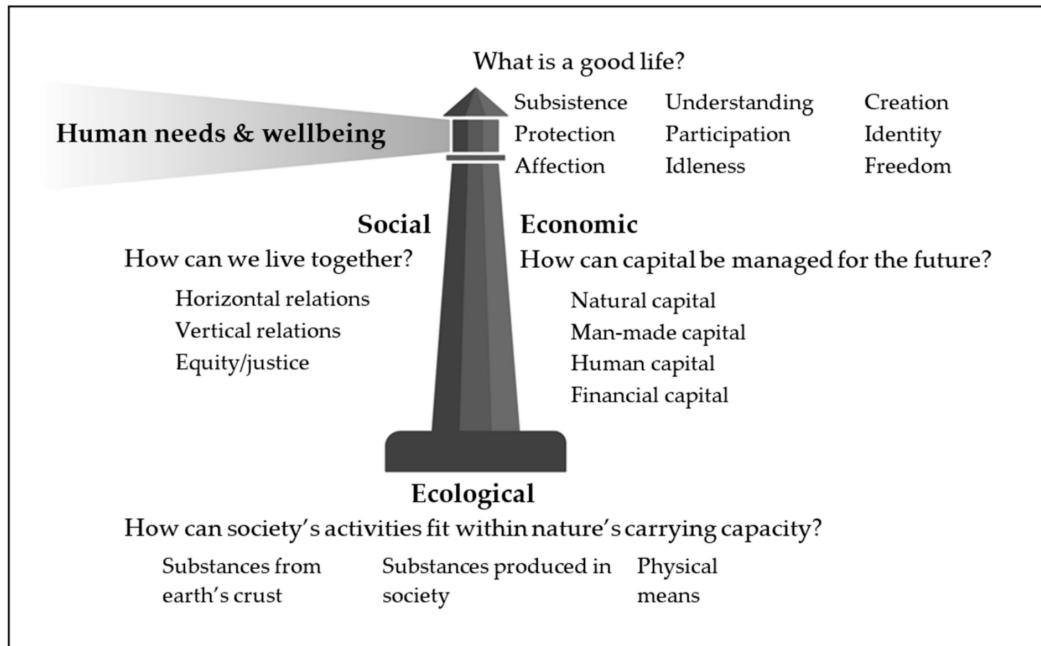 What is a good life?
Subsistence Understanding Creation
Protection Participation Identity
Affection Idleness Freedom
Human needs & wellbeing
Social
How can we live together?
Horizontal relations
Vertical relations
Equity/justice
Economic
How can capital be managed for the future?
Natural capital
Man-made capital
Human capital
Financial capital
Ecological
How can society's activities fit within nature's carrying capacity?
Substances from
earth's crust
Substances produced in
society
Physical
means